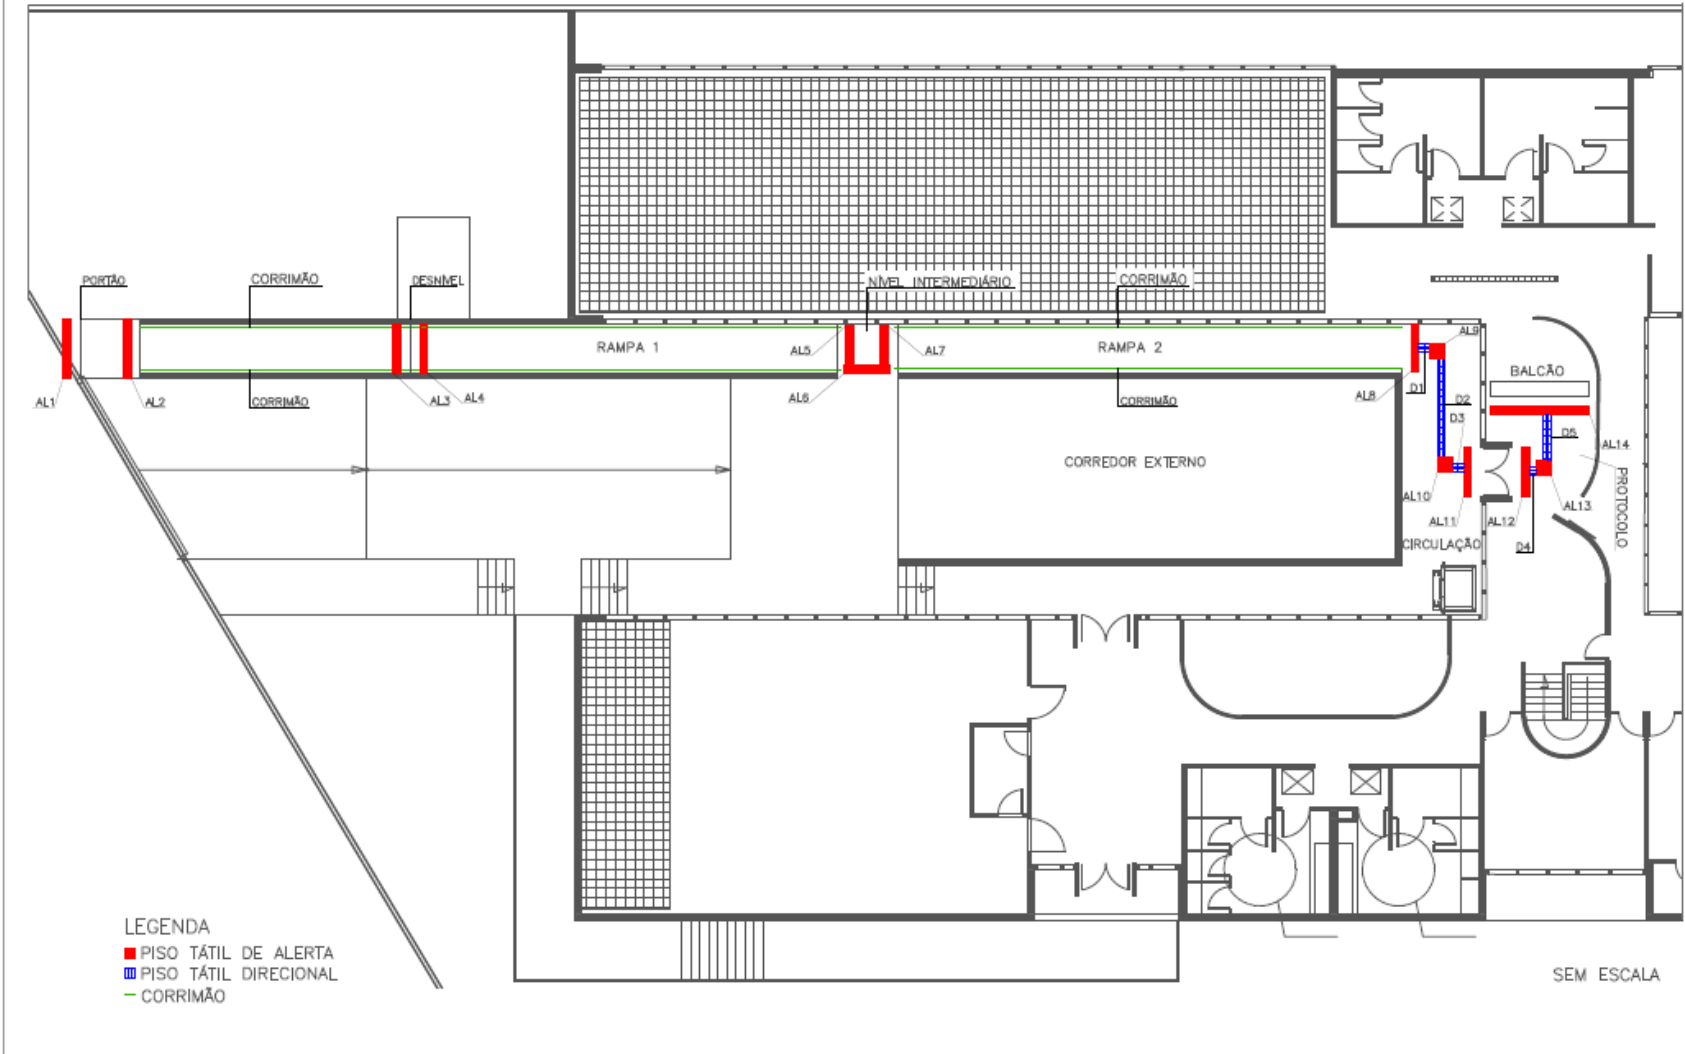 PORTÃO
CORRIMÃO
DESNIVEL
NÍVEL INTERMEDIÁRIO
CORRIMÃO
AL9
RAMPA 1
AL5
AL7
RAMPA 2
BALCÃO
AL1
AL2
CORRIMÃO
AL3
AL4
AL6
CORRIMÃO
AL8
D1
D2
D3
D5
AL14
CORREDOR EXTERNO
PROTOCOLO
AL10
AL11
AL12
AL13
CIRCULAÇÃO
D4
LEGENDA
PISO TÁTIL DE ALERTA
PISO TÁTIL DIRECIONAL
CORRIMÃO
SEM ESCALA